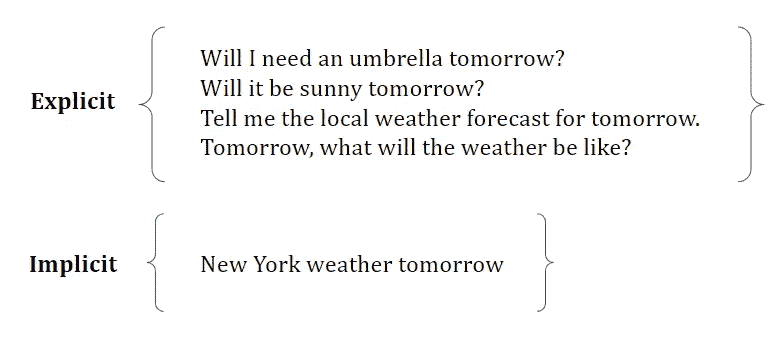 Explicit
Will I need an umbrella tomorrow?
Will it be sunny tomorrow?
Tell me the local weather forecast for tomorrow.
Tomorrow, what will the weather be like?
Implicit
New York weather tomorrow